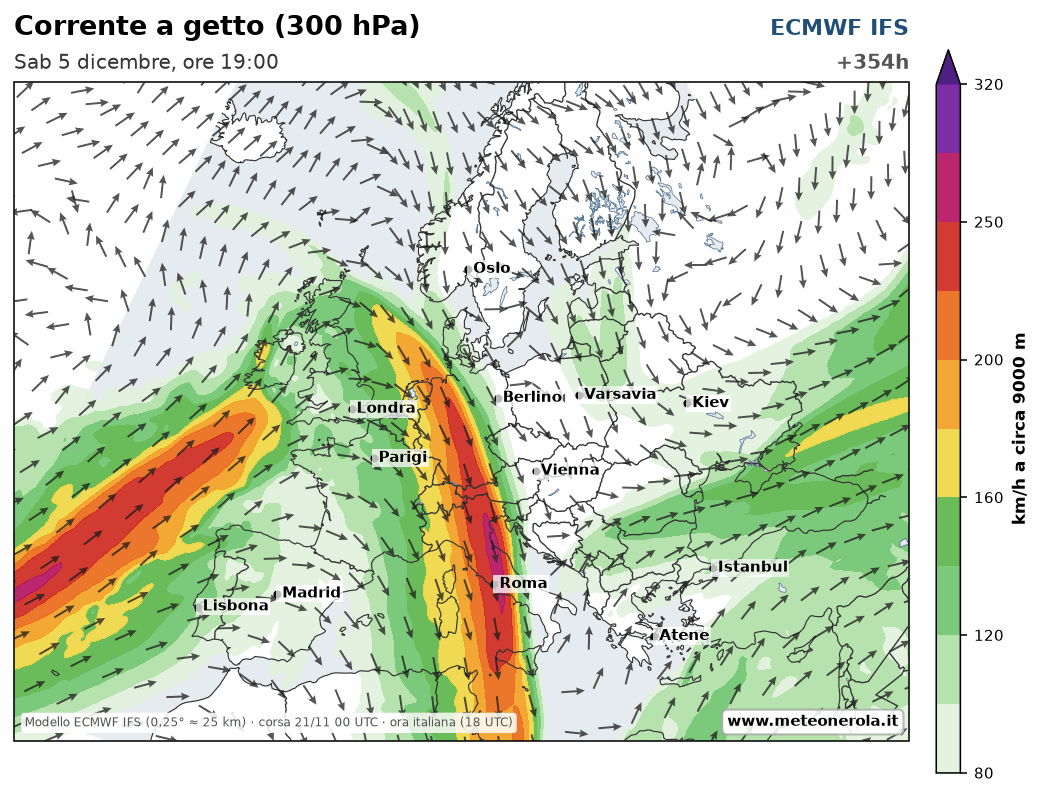 Corrente a getto (300 hPa)
ECMWF IFS
Sab 5 dicembre, ore 19:00
+354h
320
250
200
160
120
80
km/h a circa 9000 m
Oslo
Berlino
Varsavia
Kiev
Londra
Parigi
Vienna
Istanbul
Roma
Madrid
Lisbona
Atene
Modello ECMWF IFS (0,25° ≈ 25 km) · corsa 21/11 00 UTC · ora italiana (18 UTC)
www.meteonerola.it